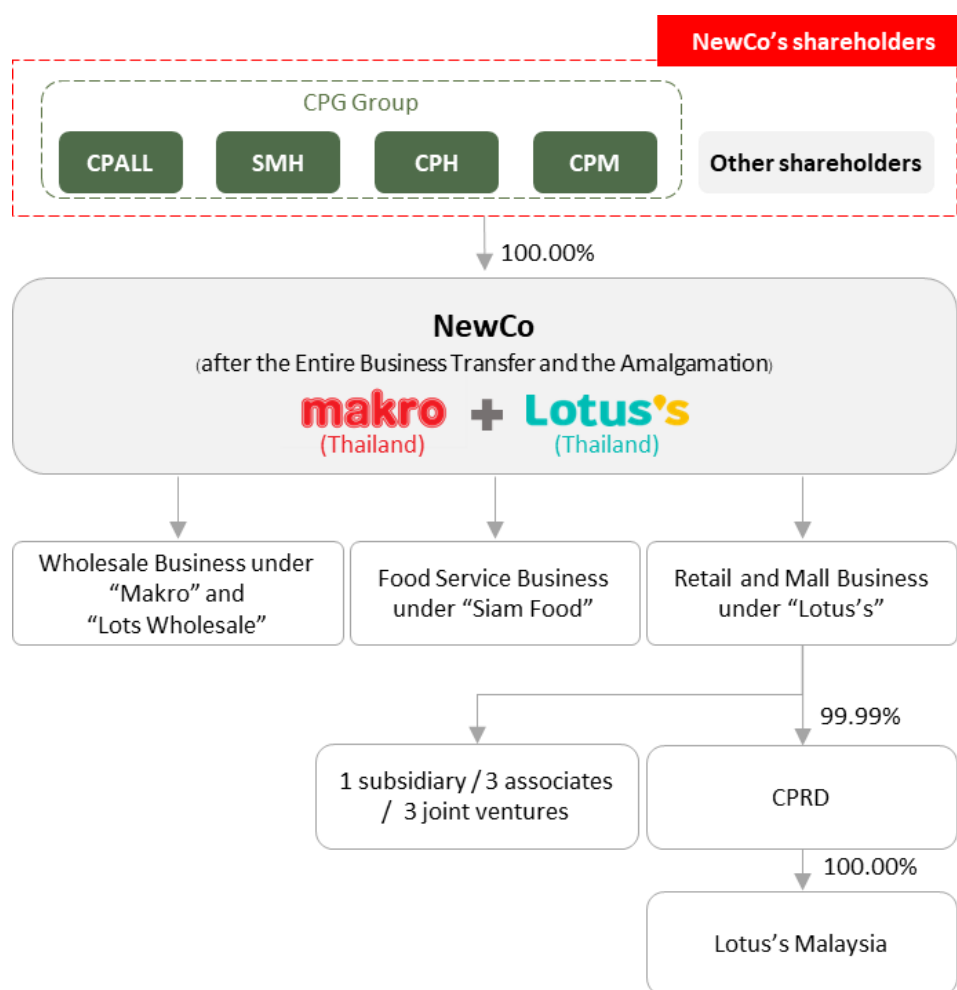 NewCo's shareholders
CPG Group
CPALL
SMH
CPH
CPM
Other shareholders
100.00%
NewCo
(after the Entire Business Transfer and the Amalgamation)
makro + Lotus's
(Thailand) (Thailand)
Wholesale Business under
“Makro” and
“Lots Wholesale”
Food Service Business
under “Siam Food”
Retail and Mall Business
under “Lotus's”
99.99%
1 subsidiary / 3 associates
/ 3 joint ventures
CPRD
100.00%
Lotus's Malaysia